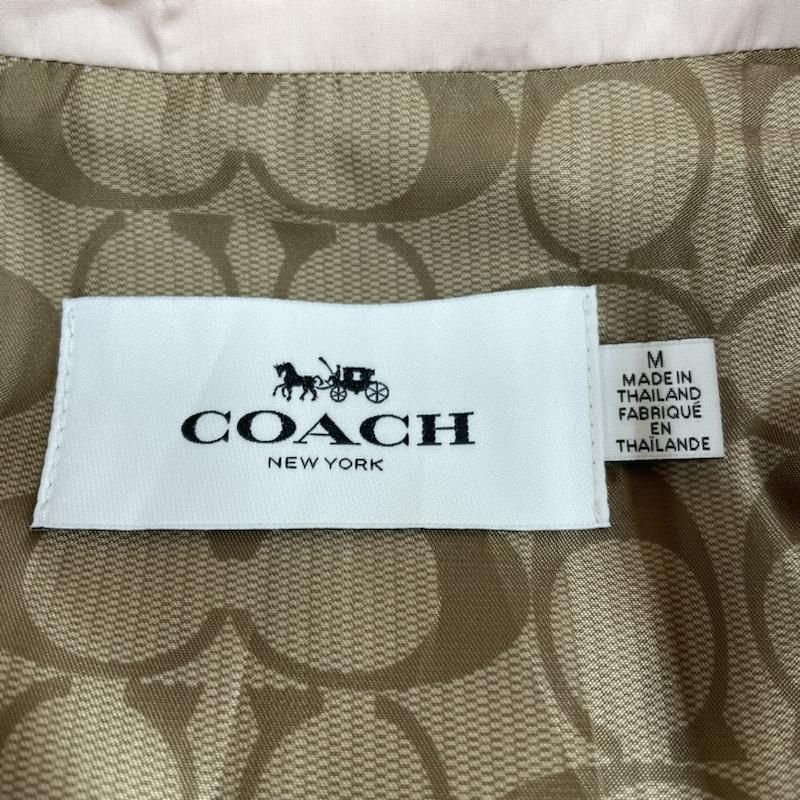 COACH
NEW YORK
M
MADE IN
THAILAND
FABRIQUÉ
EN
THAÏLANDE